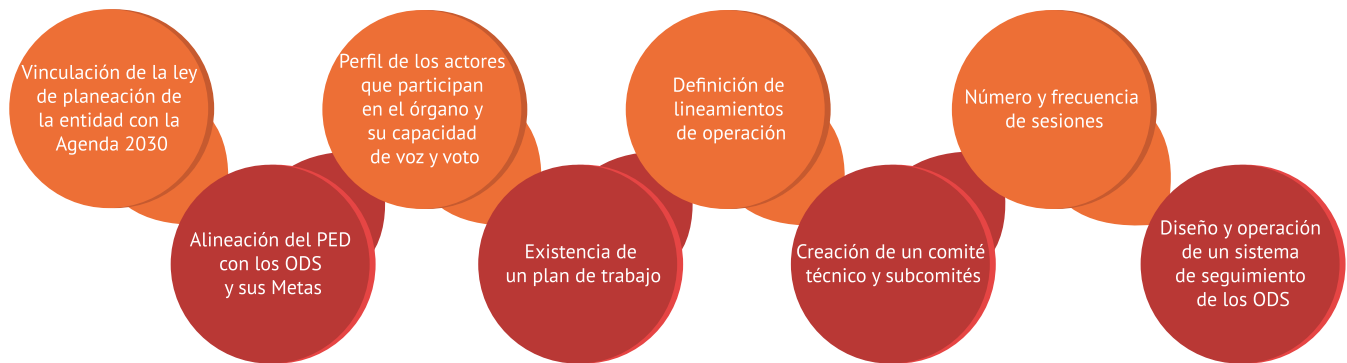 Vinculación de la ley
de planeación de
la entidad con la
Agenda 2030
Alineación del PED
con los ODS
y sus Metas
Perfil de los actores
que participan
en el órgano y
su capacidad
de voz y voto
Existencia de
un plan de trabajo
Definición de
lineamientos
de operación
Creación de un comité
técnico y subcomités
Número y frecuencia
de sesiones
Diseño y operación
de un sistema
de seguimiento
de los ODS